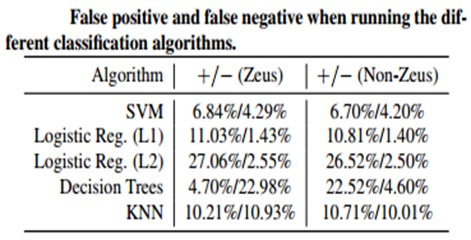 False positive and false negative when running the dif-
ferent classification algorithms.
Algorithm +/− (Zeus) +/− (Non-Zeus)
SVM 6.84%/4.29% 6.70%/4.20%
Logistic Reg. (L1) 11.03%/1.43% 10.81%/1.40%
Logistic Reg. (L2) 27.06%/2.55% 26.52%/2.50%
Decision Trees 4.70%/22.98% 22.52%/4.60%
KNN 10.21%/10.93% 10.71%/10.01%